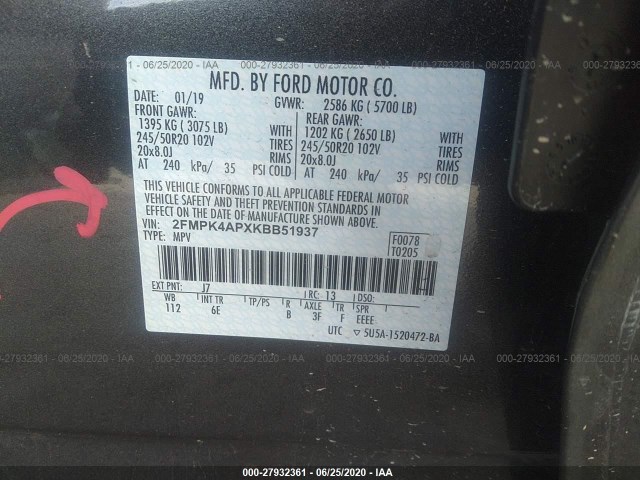 1 - 06/25/2020 - IAA 000-27932361 - 06/25/2020 - IAA 000-27932361 - 06/25/2020 - IAA
MFD. BY FORD MOTOR CO.
DATE: 01/19 GVWR: 2586 KG ( 5700 LB)
FRONT GAWR: REAR GAWR:
1395 KG ( 3075 LB) WITH 1202 KG ( 2650 LB) WITH
245/50R20 102V TIRES 245/50R20 102V TIRES
20x8.0J RIMS 20x8.0J RIMS
AT 240 kPa/ 35 PSI COLD AT 240 kPa/ 35 PSI COLD
THIS VEHICLE CONFORMS TO ALL APPLICABLE FEDERAL MOTOR
VEHICLE SAFETY AND THEFT PREVENTION STANDARDS IN
EFFECT ON THE DATE OF MANUFACTURE SHOWN ABOVE.
VIN: 2FMPK4APXKBB51937
TYPE: MPV
F0078
T0205
EXT PNT: J7 RC: 13 DSO:
WB INT TR TP/PS R AXLE TR SPR
112 6E B 3F F EEEE
UTC ▽ 5U5A-1520472-BA
000-27932361 - 06/25/2020 - IAA